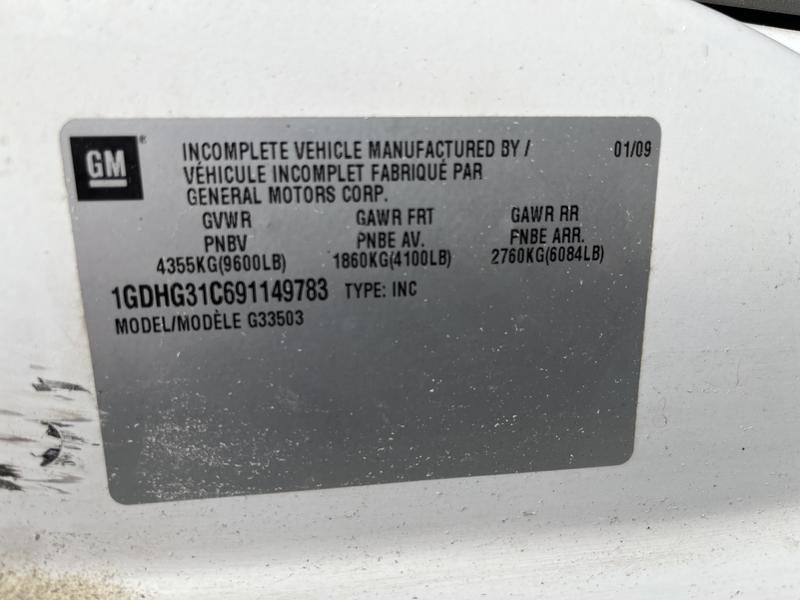 GM®
INCOMPLETE VEHICLE MANUFACTURED BY / 01/09
VÉHICULE INCOMPLET FABRIQUÉ PAR
GENERAL MOTORS CORP.
GVWR GAWR FRT GAWR RR
PNBV PNBE AV. PNBE ARR.
4355KG(9600LB) 1860KG(4100LB) 2760KG(6084LB)
1GDHG31C691149783 TYPE: INC
MODEL/MODÈLE G33503